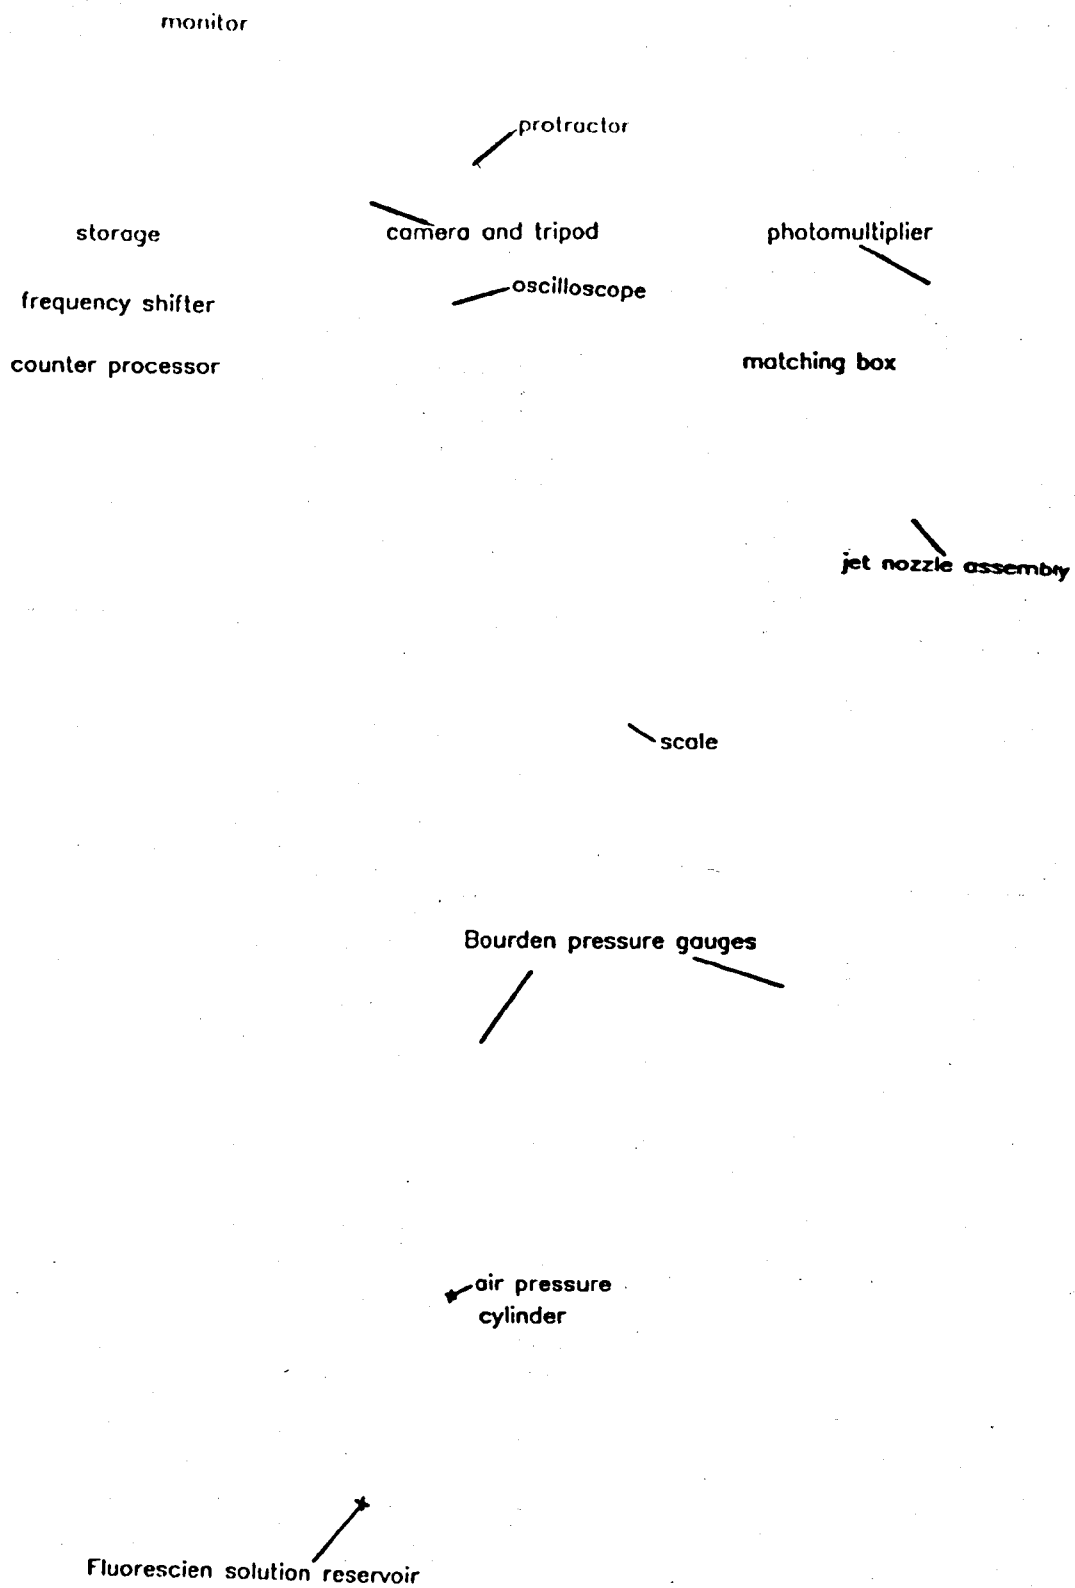 monitor
protractor
storage
camera and tripod
photomultiplier
frequency shifter
oscilloscope
counter processor
matching box
jet nozzle assembly
scale
Bourden pressure gauges
air pressure
cylinder
Fluorescien solution reservoir